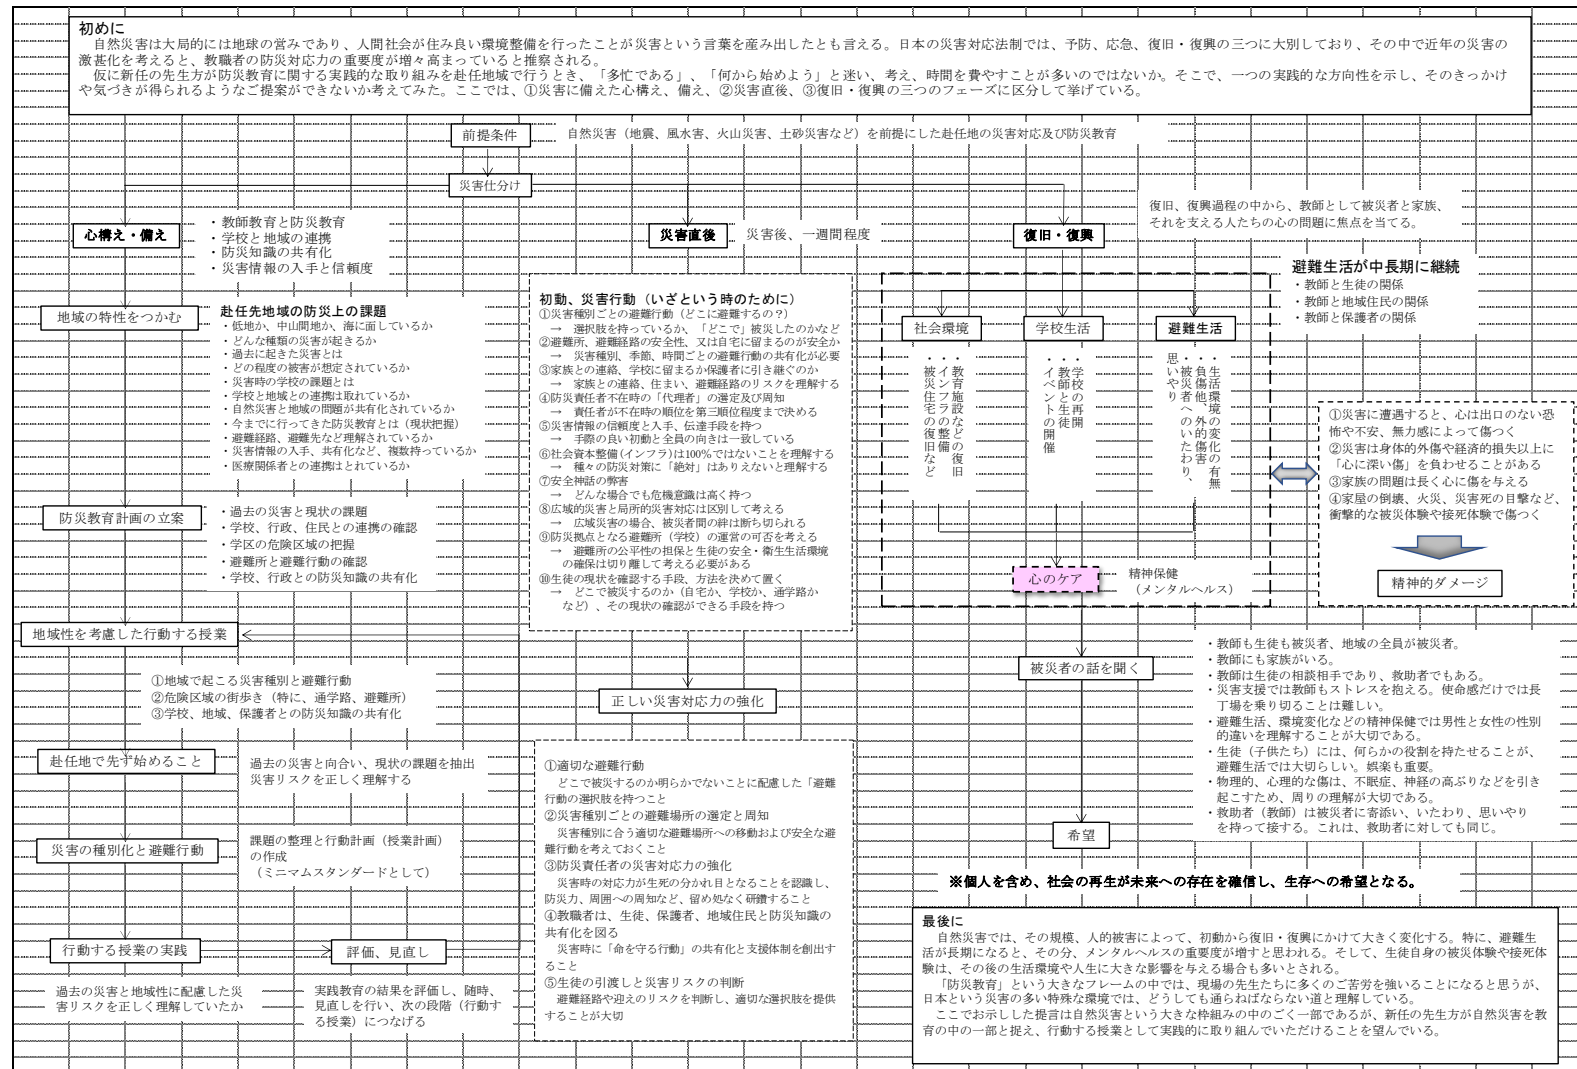 初めに
自然災害は大局的には地球の営みであり、人間社会が住み良い環境整備を行ったことが災害という言葉を産み出したとも言える。日本の災害対応法制では、予防、応急、復旧・復興の三つに大別しており、その中で近年の災害の
激甚化を考えると、教職者の防災対応力の重要度が増々高まっていると推察される。
仮に新任の先生方が防災教育に関する実践的な取り組みを赴任地域で行うとき、「多忙である」、「何から始めよう」と迷い、考え、時間を費やすことが多いのではないか。そこで、一つの実践的な方向性を示し、そのきっかけ
や気づきが得られるようなご提案ができないか考えてみた。ここでは、①災害に備えた心構え、備え、②災害直後、③復旧・復興の三つのフェーズに区分して挙げている。
前提条件
自然災害（地震、風水害、火山災害、土砂災害など）を前提にした赴任地の災害対応及び防災教育
災害仕分け
心構え・備え
・教師教育と防災教育
・学校と地域の連携
・防災知識の共有化
・災害情報の入手と信頼度
地域の特性をつかむ
赴任先地域の防災上の課題
・低地か、中山間地か、海に面しているか
・どんな種類の災害が起きるか
・過去に起きた災害とは
・どの程度の被害が想定されているか
・災害時の学校の課題とは
・学校と地域との連携は取れているか
・自然災害と地域の問題が共有化されているか
・今までに行ってきた防災教育とは（現状把握）
・避難経路、避難先など理解されているか
・災害情報の入手、共有化など、複数持っているか
・医療関係者との連携はとれているか
防災教育計画の立案
・過去の災害と現状の課題
・学校、行政、住民との連携の確認
・学区の危険区域の把握
・避難所と避難行動の確認
・学校、行政との防災知識の共有化
地域性を考慮した行動する授業
①地域で起こる災害種別と避難行動
②危険区域の街歩き（特に、通学路、避難所）
③学校、地域、保護者との防災知識の共有化
赴任地で先ず始めること
過去の災害と向合い、現状の課題を抽出
災害リスクを正しく理解する
災害の種別化と避難行動
課題の整理と行動計画（授業計画）
の作成
（ミニマムスタンダードとして）
行動する授業の実践
評価、見直し
過去の災害と地域性に配慮した災
害リスクを正しく理解していたか
実践教育の結果を評価し、随時、
見直しを行い、次の段階（行動す
る授業）につなげる
災害直後
災害後、一週間程度
初動、災害行動（いざという時のために）
①災害種別ごとの避難行動（どこに避難するの？）
→ 選択肢を持っているか、「どこで」被災したのかなど
②避難所、避難経路の安全性、又は自宅に留まるのが安全か
→ 災害種別、季節、時間ごとの避難行動の共有化が必要
③家族との連絡、学校に留まるか保護者に引き継ぐのか
→ 家族との連絡、住まい、避難経路のリスクを理解する
④防災責任者不在時の「代理者」の選定及び周知
→ 責任者が不在時の順位を第三順位程度まで決める
⑤災害情報の信頼度と入手、伝達手段を持つ
→ 手際の良い初動と全員の向きは一致している
⑥社会資本整備（インフラ）は100％ではないことを理解する
→ 種々の防災対策に「絶対」はありえないと理解する
⑦安全神話の弊害
→ どんな場合でも危機意識は高く持つ
⑧広域的災害と局所的災害対応は区別して考える
→ 広域災害の場合、被災者間の絆は断ち切られる
⑨防災拠点となる避難所（学校）の運営の可否を考える
→ 避難所の公平性の担保と生徒の安全・衛生生活環境
の確保は切り離して考える必要がある
⑩生徒の現状を確認する手段、方法を決めて置く
→ どこで被災するのか（自宅か、学校か、通学路か
など）、その現状の確認ができる手段を持つ
正しい災害対応力の強化
①適切な避難行動
どこで被災するのか明らかでないことに配慮した「避難
行動の選択肢を持つこと
②災害種別ごとの避難場所の選定と周知
災害種別に合う適切な避難場所への移動および安全な避
難行動を考えておくこと
③防災責任者の災害対応力の強化
災害時の対応力が生死の分かれ目となることを認識し、
防災力、周囲への周知など、留め処なく研鑽すること
④教職者は、生徒、保護者、地域住民と防災知識の
共有化を図る
災害時に「命を守る行動」の共有化と支援体制を創出す
ること
⑤生徒の引渡しと災害リスクの判断
避難経路や迎えのリスクを判断し、適切な選択肢を提供
することが大切
復旧・復興
復旧、復興過程の中から、教師として被災者と家族、
それを支える人たちの心の問題に焦点を当てる。
避難生活が中長期に継続
・教師と生徒の関係
・教師と地域住民の関係
・教師と保護者の関係
社会環境
・教育施設などの復旧
・インフラの整備
・被災住宅の復旧など
学校生活
・学校の再開
・教師と生徒
イベントの開催
避難生活
・生活環境の変化の有無
・負傷他、外的傷害
・被災者へのいたわり、
思いやり
①災害に遭遇すると、心は出口のない恐
怖や不安、無力感によって傷つく
②災害は身体的外傷や経済的損失以上に
「心に深い傷」を負わせることがある
③家族の問題は長く心に傷を与える
④家屋の倒壊、火災、災害死の目撃など、
衝撃的な被災体験や接死体験で傷つく
精神的ダメージ
心のケア
精神保健
（メンタルヘルス）
被災者の話を聞く
・教師も生徒も被災者、地域の全員が被災者。
・教師にも家族がいる。
・教師は生徒の相談相手であり、救助者でもある。
・災害支援では教師もストレスを抱える。使命感だけでは長
丁場を乗り切ることは難しい。
・避難生活、環境変化などの精神保健では男性と女性の性別
的違いを理解することが大切である。
・生徒（子供たち）には、何らかの役割を持たせることが、
避難生活では大切らしい。娯楽も重要。
・物理的、心理的な傷は、不眠症、神経の高ぶりなどを引き
起こすため、周りの理解が大切である。
・救助者（教師）は被災者に寄添い、いたわり、思いやり
を持って接する。これは、救助者に対しても同じ。
希望
※個人を含め、社会の再生が未来への存在を確信し、生存への希望となる。
最後に
自然災害では、その規模、人的被害によって、初動から復旧・復興にかけて大きく変化する。特に、避難生
活が長期になると、その分、メンタルヘルスの重要度が増すと思われる。そして、生徒自身の被災体験や接死体
験は、その後の生活環境や人生に大きな影響を与える場合も多いとされる。
「防災教育」という大きなフレームの中では、現場の先生たちに多くのご苦労を強いることになると思うが、
日本という災害の多い特殊な環境では、どうしても通らねばならない道と理解している。
ここでお示しした提言は自然災害という大きな枠組みの中のごく一部であるが、新任の先生方が自然災害を教
育の中の一部と捉え、行動する授業として実践的に取り組んでいただけることを望んでいる。